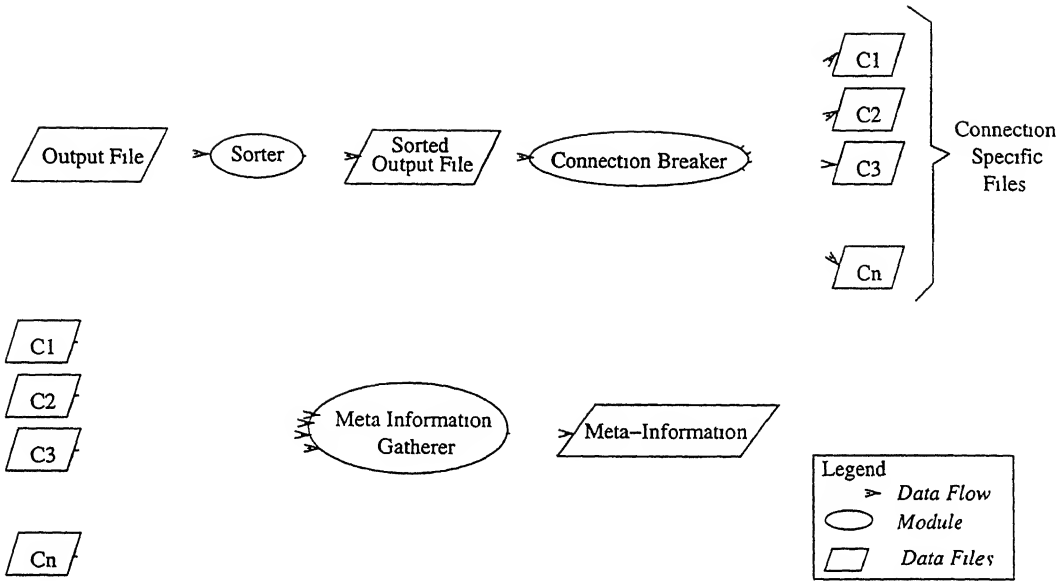 Output File
Sorter
Sorted
Output File
Connection Breaker
C1
C2
C3
Cn
Connection
Specific
Files
C1
C2
C3
Cn
Meta Information
Gatherer
Meta-Information
Legend
Data Flow
Module
Data Files